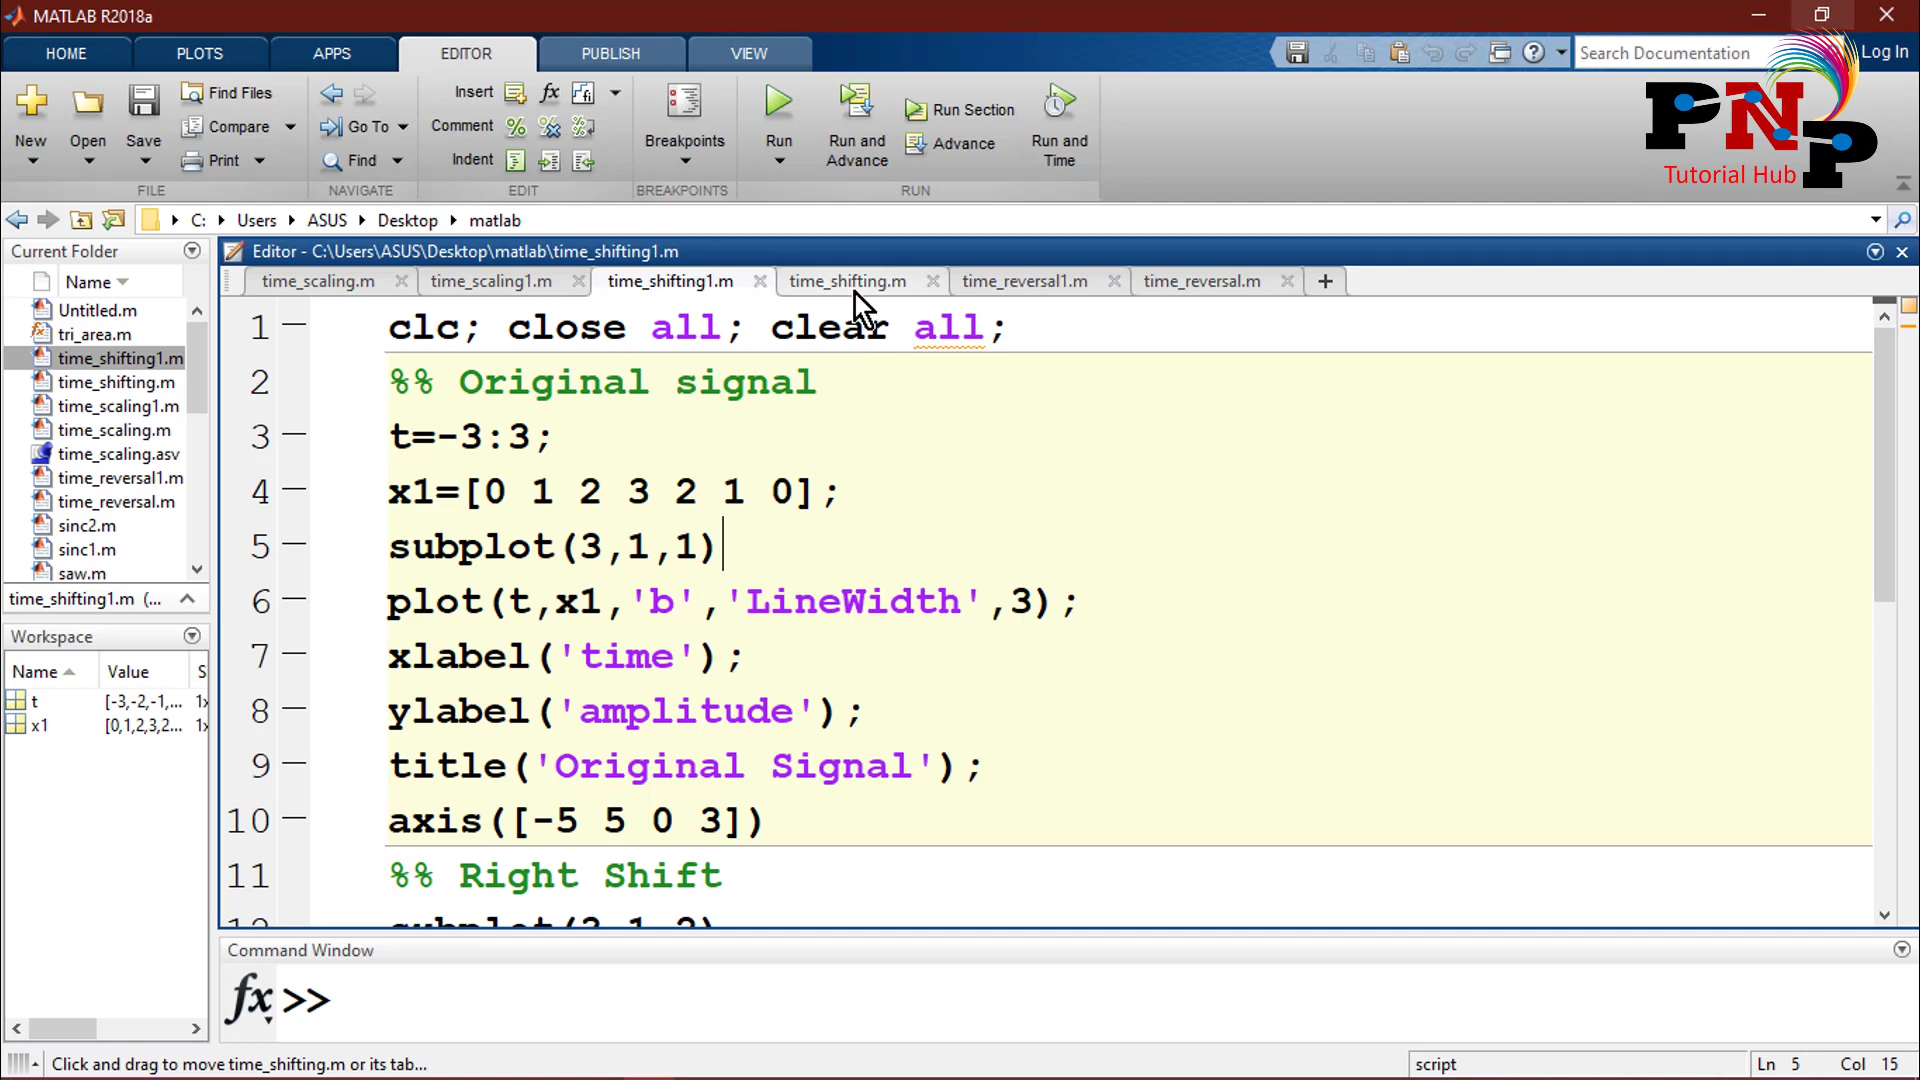 MATLAB R2018a
HOME PLOTS APPS EDITOR PUBLISH VIEW
Search Documentation
Log In
New
Open
Save
Find Files
Compare
Print
Go To
Find
Insert
Comment
Indent
Breakpoints
Run
Run and Advance
Run Section
Advance
Run and Time
FILE NAVIGATE EDIT BREAKPOINTS RUN
PNP
Tutorial Hub
C: Users ASUS Desktop matlab
Current Folder
Name
Untitled.m
tri_area.m
time_shifting1.m
time_shifting.m
time_scaling1.m
time_scaling.m
time_scaling.asv
time_reversal1.m
time_reversal.m
sinc2.m
sinc1.m
saw.m
time_shifting1.m (...
Workspace
Name Value S
t [-3,-2,-1,... 1x
x1 [0,1,2,3,2... 1x
Editor - C:\Users\ASUS\Desktop\matlab\time_shifting1.m
time_scaling.m time_scaling1.m time_shifting1.m time_shifting.m time_reversal1.m time_reversal.m +
1 clc; close all; clear all;
2 %% Original signal
3 t=-3:3;
4 x1=[0 1 2 3 2 1 0];
5 subplot(3,1,1)
6 plot(t,x1,'b','LineWidth',3);
7 xlabel('time');
8 ylabel('amplitude');
9 title('Original Signal');
10 axis([-5 5 0 3])
11 %% Right Shift
12 subplot(3,1,2)
Command Window
fx >>
Click and drag to move time_shifting.m or its tab...
script
Ln 5 Col 15